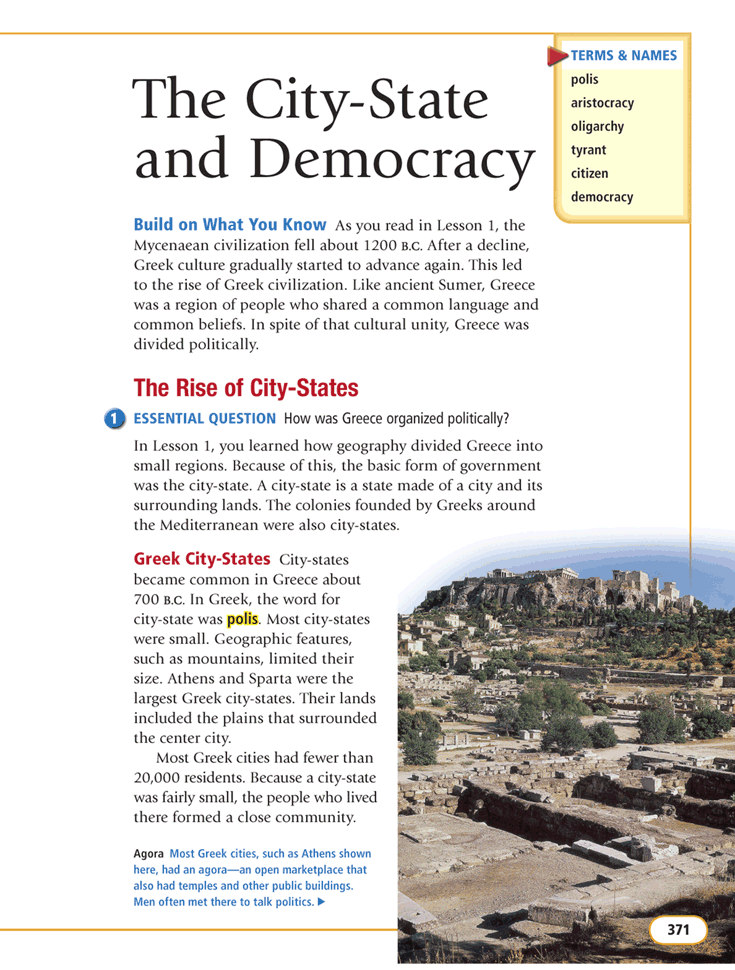 TERMS & NAMES
polis
aristocracy
oligarchy
tyrant
citizen
democracy
The City-State
and Democracy
Build on What You Know As you read in Lesson 1, the
Mycenaean civilization fell about 1200 B.C. After a decline,
Greek culture gradually started to advance again. This led
to the rise of Greek civilization. Like ancient Sumer, Greece
was a region of people who shared a common language and
common beliefs. In spite of that cultural unity, Greece was
divided politically.
The Rise of City-States
1 ESSENTIAL QUESTION How was Greece organized politically?
In Lesson 1, you learned how geography divided Greece into
small regions. Because of this, the basic form of government
was the city-state. A city-state is a state made of a city and its
surrounding lands. The colonies founded by Greeks around
the Mediterranean were also city-states.
Greek City-States City-states
became common in Greece about
700 B.C. In Greek, the word for
city-state was polis. Most city-states
were small. Geographic features,
such as mountains, limited their
size. Athens and Sparta were the
largest Greek city-states. Their lands
included the plains that surrounded
the center city.
Most Greek cities had fewer than
20,000 residents. Because a city-state
was fairly small, the people who lived
there formed a close community.
Agora Most Greek cities, such as Athens shown
here, had an agora—an open marketplace that
also had temples and other public buildings.
Men often met there to talk politics. ▶
371